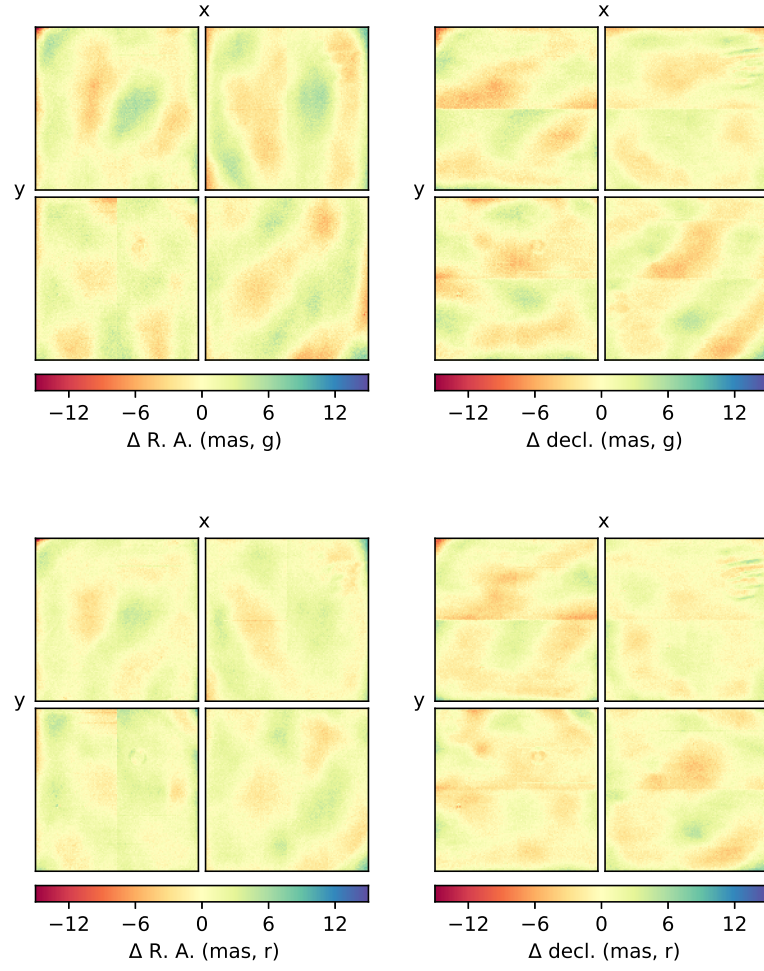 x
x
y
y
−12 −6 0 6 12
−12 −6 0 6 12
Δ R. A. (mas, g)
Δ decl. (mas, g)
x
x
y
y
−12 −6 0 6 12
−12 −6 0 6 12
Δ R. A. (mas, r)
Δ decl. (mas, r)